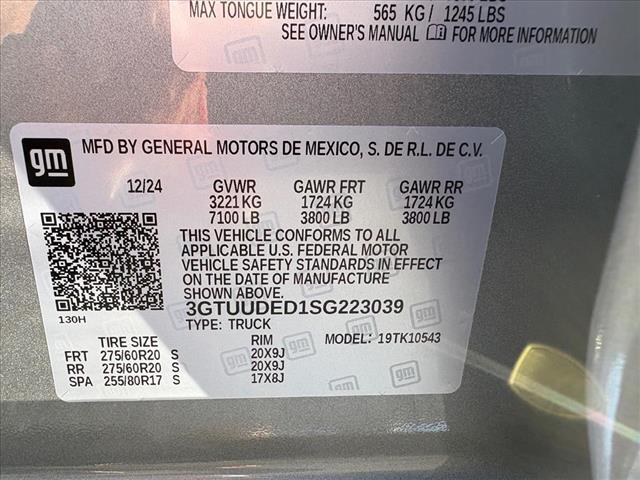 MAX TONGUE WEIGHT: 565 KG / 1245 LBS
SEE OWNER'S MANUAL FOR MORE INFORMATION
gm MFD BY GENERAL MOTORS DE MEXICO, S. DE R.L. DE C.V.
12/24 GVWR GAWR FRT GAWR RR
3221 KG 1724 KG 1724 KG
7100 LB 3800 LB 3800 LB
THIS VEHICLE CONFORMS TO ALL
APPLICABLE U.S. FEDERAL MOTOR
VEHICLE SAFETY STANDARDS IN EFFECT
ON THE DATE OF MANUFACTURE
SHOWN ABOVE.
130H 3GTUUDED1SG223039
TYPE: TRUCK
TIRE SIZE RIM MODEL: 19TK10543
FRT 275/60R20 S 20X9J
RR 275/60R20 S 20X9J
SPA 255/80R17 S 17X8J